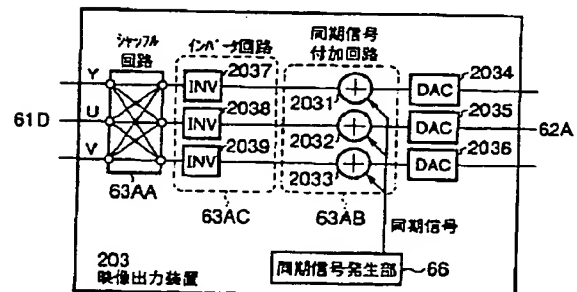 シャッフル
回路
インバータ回路
同期信号
付加回路
Y
U
V
61D
INV
2037
INV
2038
INV
2039
2031
2032
2033
DAC
2034
DAC
2035
DAC
2036
62A
63AA
63AC
63AB
同期信号
203
映像出力装置
同期信号発生部
66